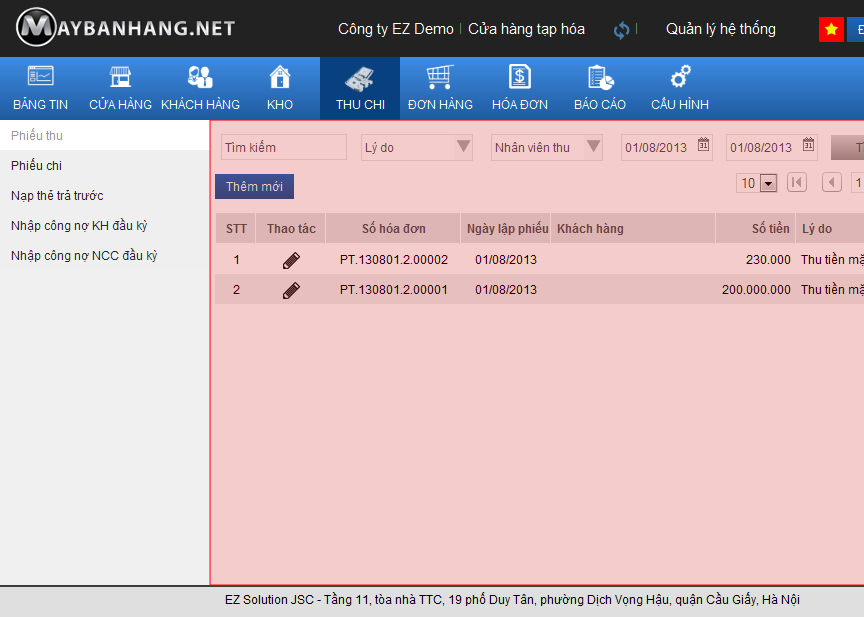 MAYBANHANG.NET
Công ty EZ Demo | Cửa hàng tạp hóa | Quản lý hệ thống
BẢNG TIN CỬA HÀNG KHÁCH HÀNG KHO THU CHI ĐƠN HÀNG HÓA ĐƠN BÁO CÁO CẤU HÌNH
Phiếu thu
Phiếu chi
Nạp thẻ trả trước
Nhập công nợ KH đầu kỳ
Nhập công nợ NCC đầu kỳ
Tìm kiếm Lý do Nhân viên thu 01/08/2013 01/08/2013
Thêm mới 10
STT Thao tác Số hóa đơn Ngày lập phiếu Khách hàng Số tiền Lý do
1 PT.130801.2.00002 01/08/2013 230.000 Thu tiền
2 PT.130801.2.00001 01/08/2013 200.000.000 Thu tiền
EZ Solution JSC - Tầng 11, tòa nhà TTC, 19 phố Duy Tân, phường Dịch Vọng Hậu, quận Cầu Giấy, Hà Nội